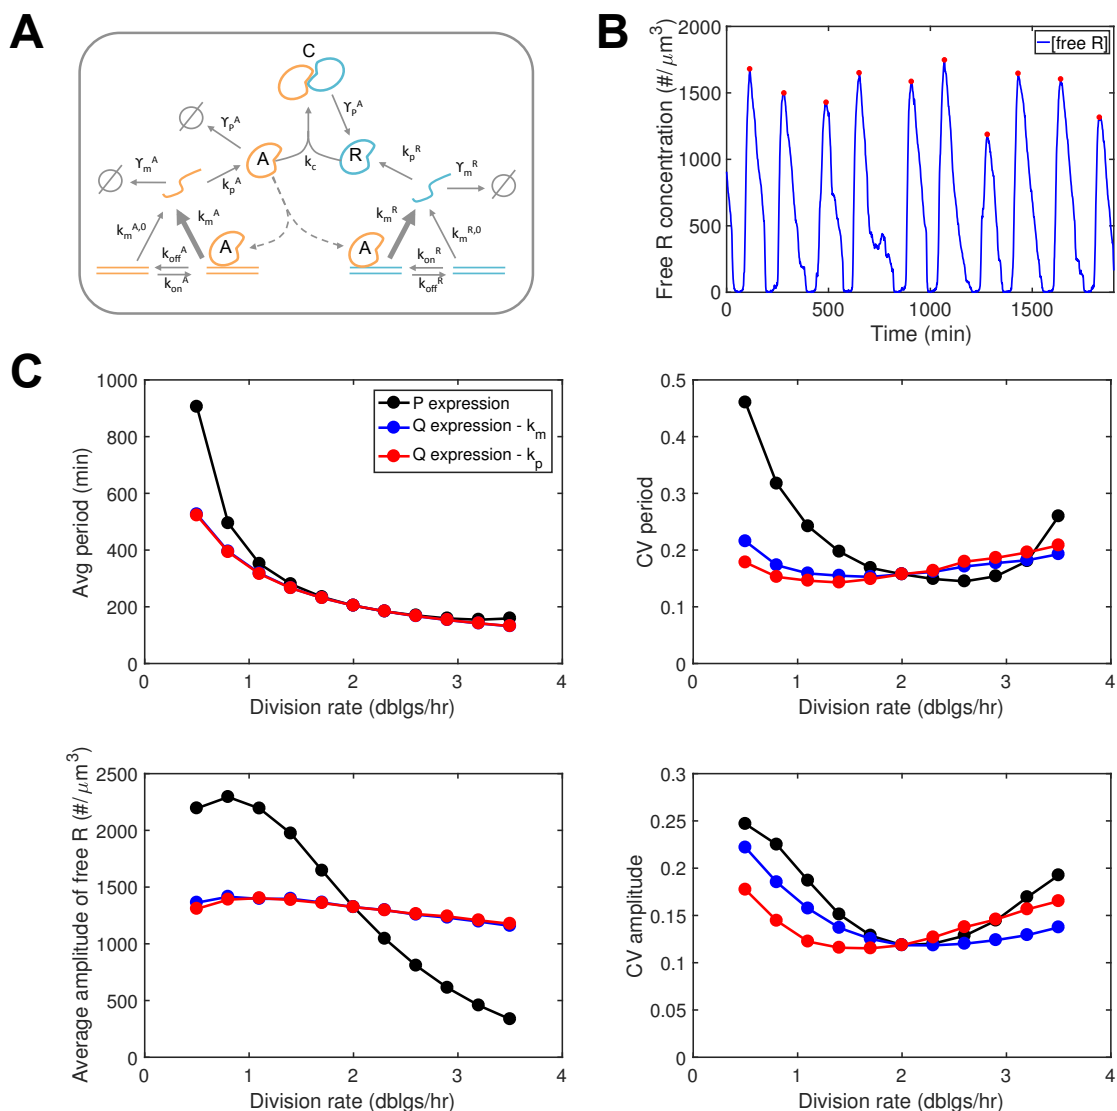 A
C
ϒ_p^A
ϒ_p^A
A
k_c
R
k_p^R
ϒ_m^A
k_p^A
ϒ_m^R
k_m^{A,0}
k_m^A
k_m^R
k_m^{R,0}
A
A
k_off^A
k_on^A
k_on^R
k_off^R
B
Free R concentration (#/μm³)
2000
1500
1000
500
0
[free R]
0 500 1000 1500
Time (min)
C
Avg period (min)
1000
800
600
400
200
0
P expression
Q expression - k_m
Q expression - k_p
0 1 2 3 4
Division rate (dblgs/hr)
CV period
0.5
0.4
0.3
0.2
0.1
0
0 1 2 3 4
Division rate (dblgs/hr)
Average amplitude of free R (#/μm³)
2500
2000
1500
1000
500
0
0 1 2 3 4
Division rate (dblgs/hr)
CV amplitude
0.3
0.25
0.2
0.15
0.1
0.05
0
0 1 2 3 4
Division rate (dblgs/hr)